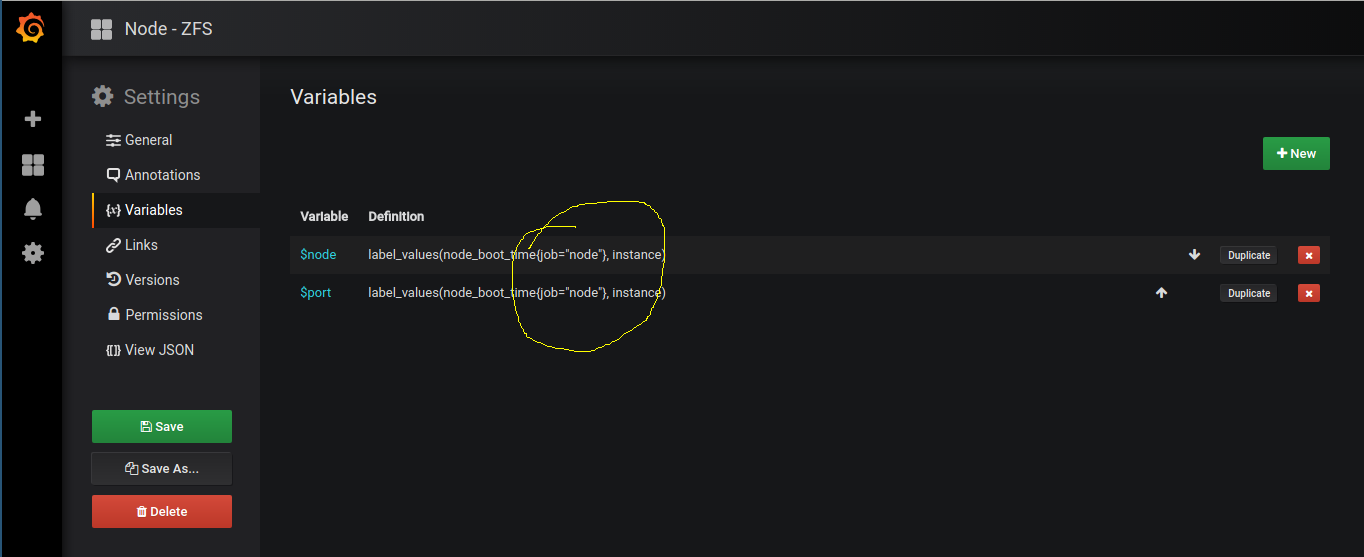 Node - ZFS
Settings
General
Annotations
{x} Variables
Links
Versions
Permissions
{[]} View JSON
Save
Save As...
Delete
Variables
+ New
Variable Definition
$node label_values(node_boot_time{job="node"}, instance) Duplicate
$port label_values(node_boot_time{job="node"}, instance) Duplicate